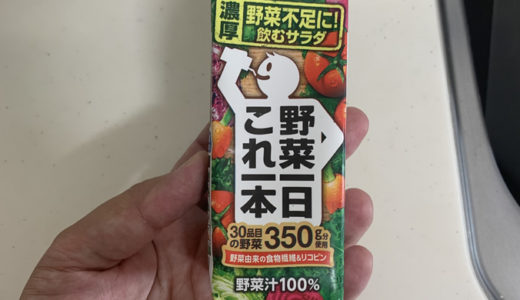 濃厚
野菜不足に!
飲むサラダ
野菜一日
これ一本
30品目の野菜350g分使用
野菜由来の食物繊維&リコピン
野菜汁100%